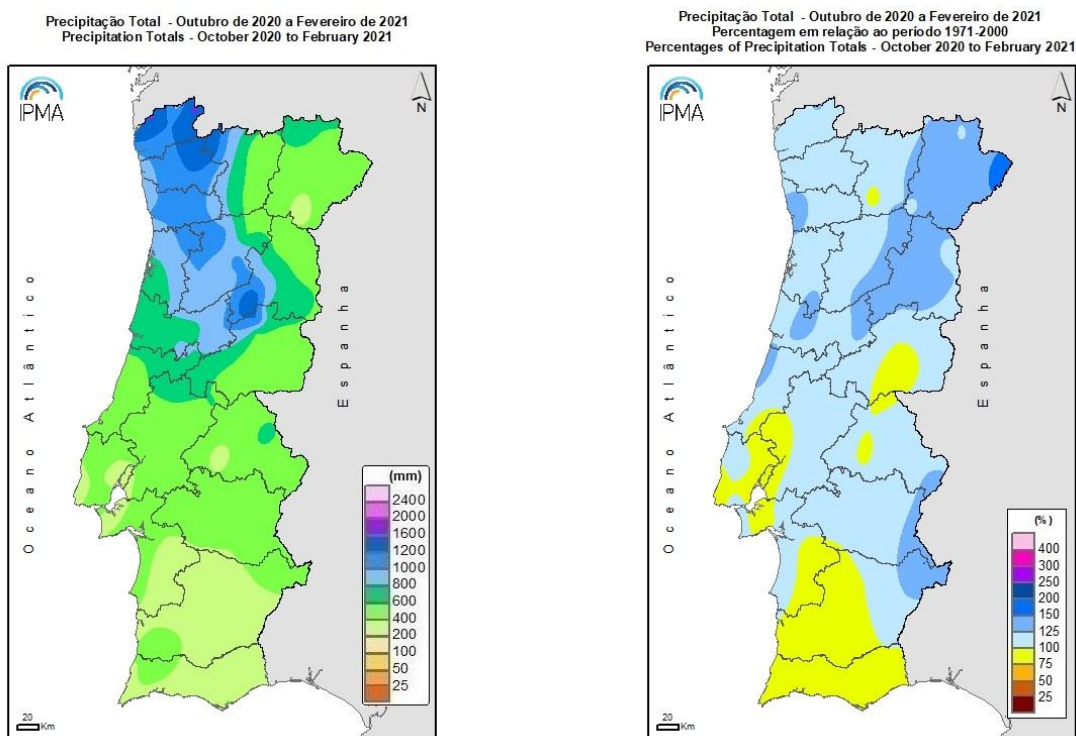 Precipitação Total - Outubro de 2020 a Fevereiro de 2021
Precipitation Totals - October 2020 to February 2021
IPMA
N
Oceano Atlântico
Espanha
(mm)
2400
2000
1600
1200
1000
800
600
400
200
100
50
25
20
Km
Precipitação Total - Outubro de 2020 a Fevereiro de 2021
Percentagem em relação ao período 1971-2000
Percentages of Precipitation Totals - October 2020 to February 2021
IPMA
N
Oceano Atlântico
Espanha
(%)
400
300
250
200
150
125
100
75
50
25
20
Km